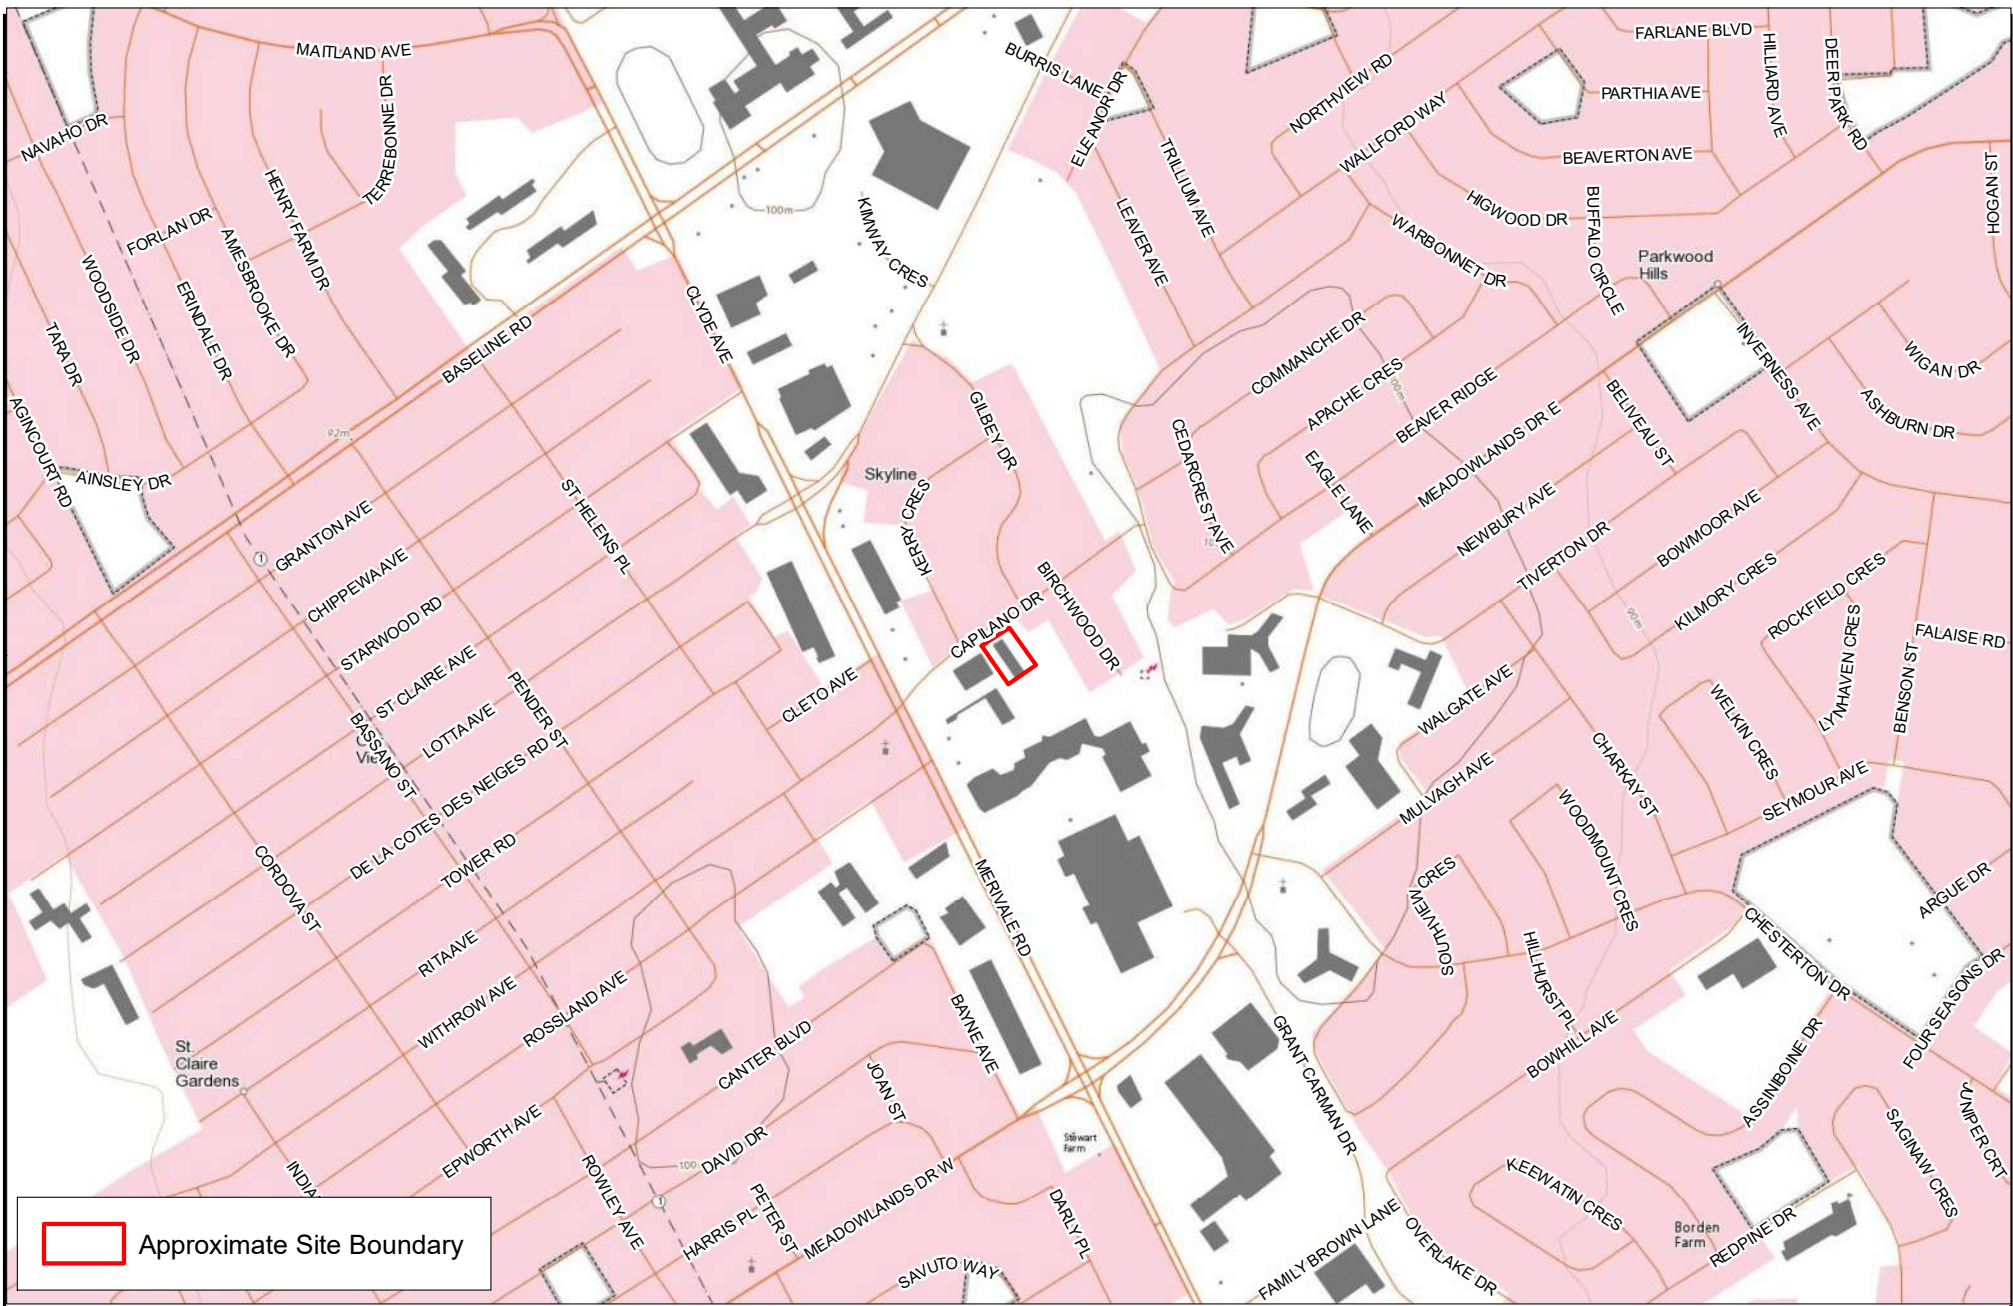 MAITLAND AVE
BURRIS LANE
FARLANE BLVD
HILLIARD AVE
DEERPARK RD
NAVAHO DR
TERREBONNE DR
ELEANOR DR
NORTHVIEW RD
PARTHIA AVE
WALLFORD WAY
TRILLIUM AVE
BEAVERTON AVE
HOGAN ST
HENRY FARM DR
FORLAN DR
AMESBROOKE DR
100m
KIMWAY CRES
LEAVER AVE
HIGWOOD DR
BUFFALO CIRCLE
WARBONNET DR
Parkwood
Hills
WOODSIDE DR
ERINDALE DR
TARA DR
CLYDE AVE
BASELINE RD
COMMANCHE DR
INVERNESS AVE
WIGAN DR
APACHE CRES
BEAVER RIDGE
BELIVEAU ST
ASHBURN DR
AGINCOURT RD
92m
GILBEY DR
CEDARCREST AVE
MEADOWLANDS DR E
AINSLEY DR
Skyline
EAGLE LANE
ST HELENS PL
KERRY CRES
NEWBURY AVE
BOWMOOR AVE
GRANTON AVE
1
TIVERTON DR
CHIPPEWA AVE
BIRCHWOOD DR
KILMORY CRES
ROCKFIELD CRES
STARWOOD RD
CAPILANO DR
90m
LYNHAVEN CRES
FALAISE RD
ST CLAIRE AVE
PENDER ST
CLETO AVE
WALGATE AVE
WELKIN CRES
BENSON ST
BASSANO ST
LOTTA AVE
CHARKAY ST
MULVAGH AVE
SEYMOUR AVE
DE LA COTES DES NEIGES RD
WOODMOUNT CRES
TOWER RD
CORDOVA ST
MERIVALE RD
SOUTHVIEW CRES
ARGUE DR
CHESTERTON DR
RITA AVE
HILLHURST PL
WITHROW AVE
ROSSLAND AVE
BAYNE AVE
FOUR SEASONS DR
St.
Claire
Gardens
CANTER BLVD
GRANT CARMAN DR
BOWHILL AVE
ASSINIBOINE DR
JOAN ST
JUNIPER CRT
SAGINAW CRES
EPWORTH AVE
DAVID DR
100
Stewart
Farm
ROWLEY AVE
1
PETER ST
HARRIS PL
MEADOWLANDS DR W
DARLY PL
KEEWATIN CRES
Borden
Farm
REDPINE DR
FAMILY BROWN LANE
OVERLAKE DR
SAVUTO WAY
Approximate Site Boundary